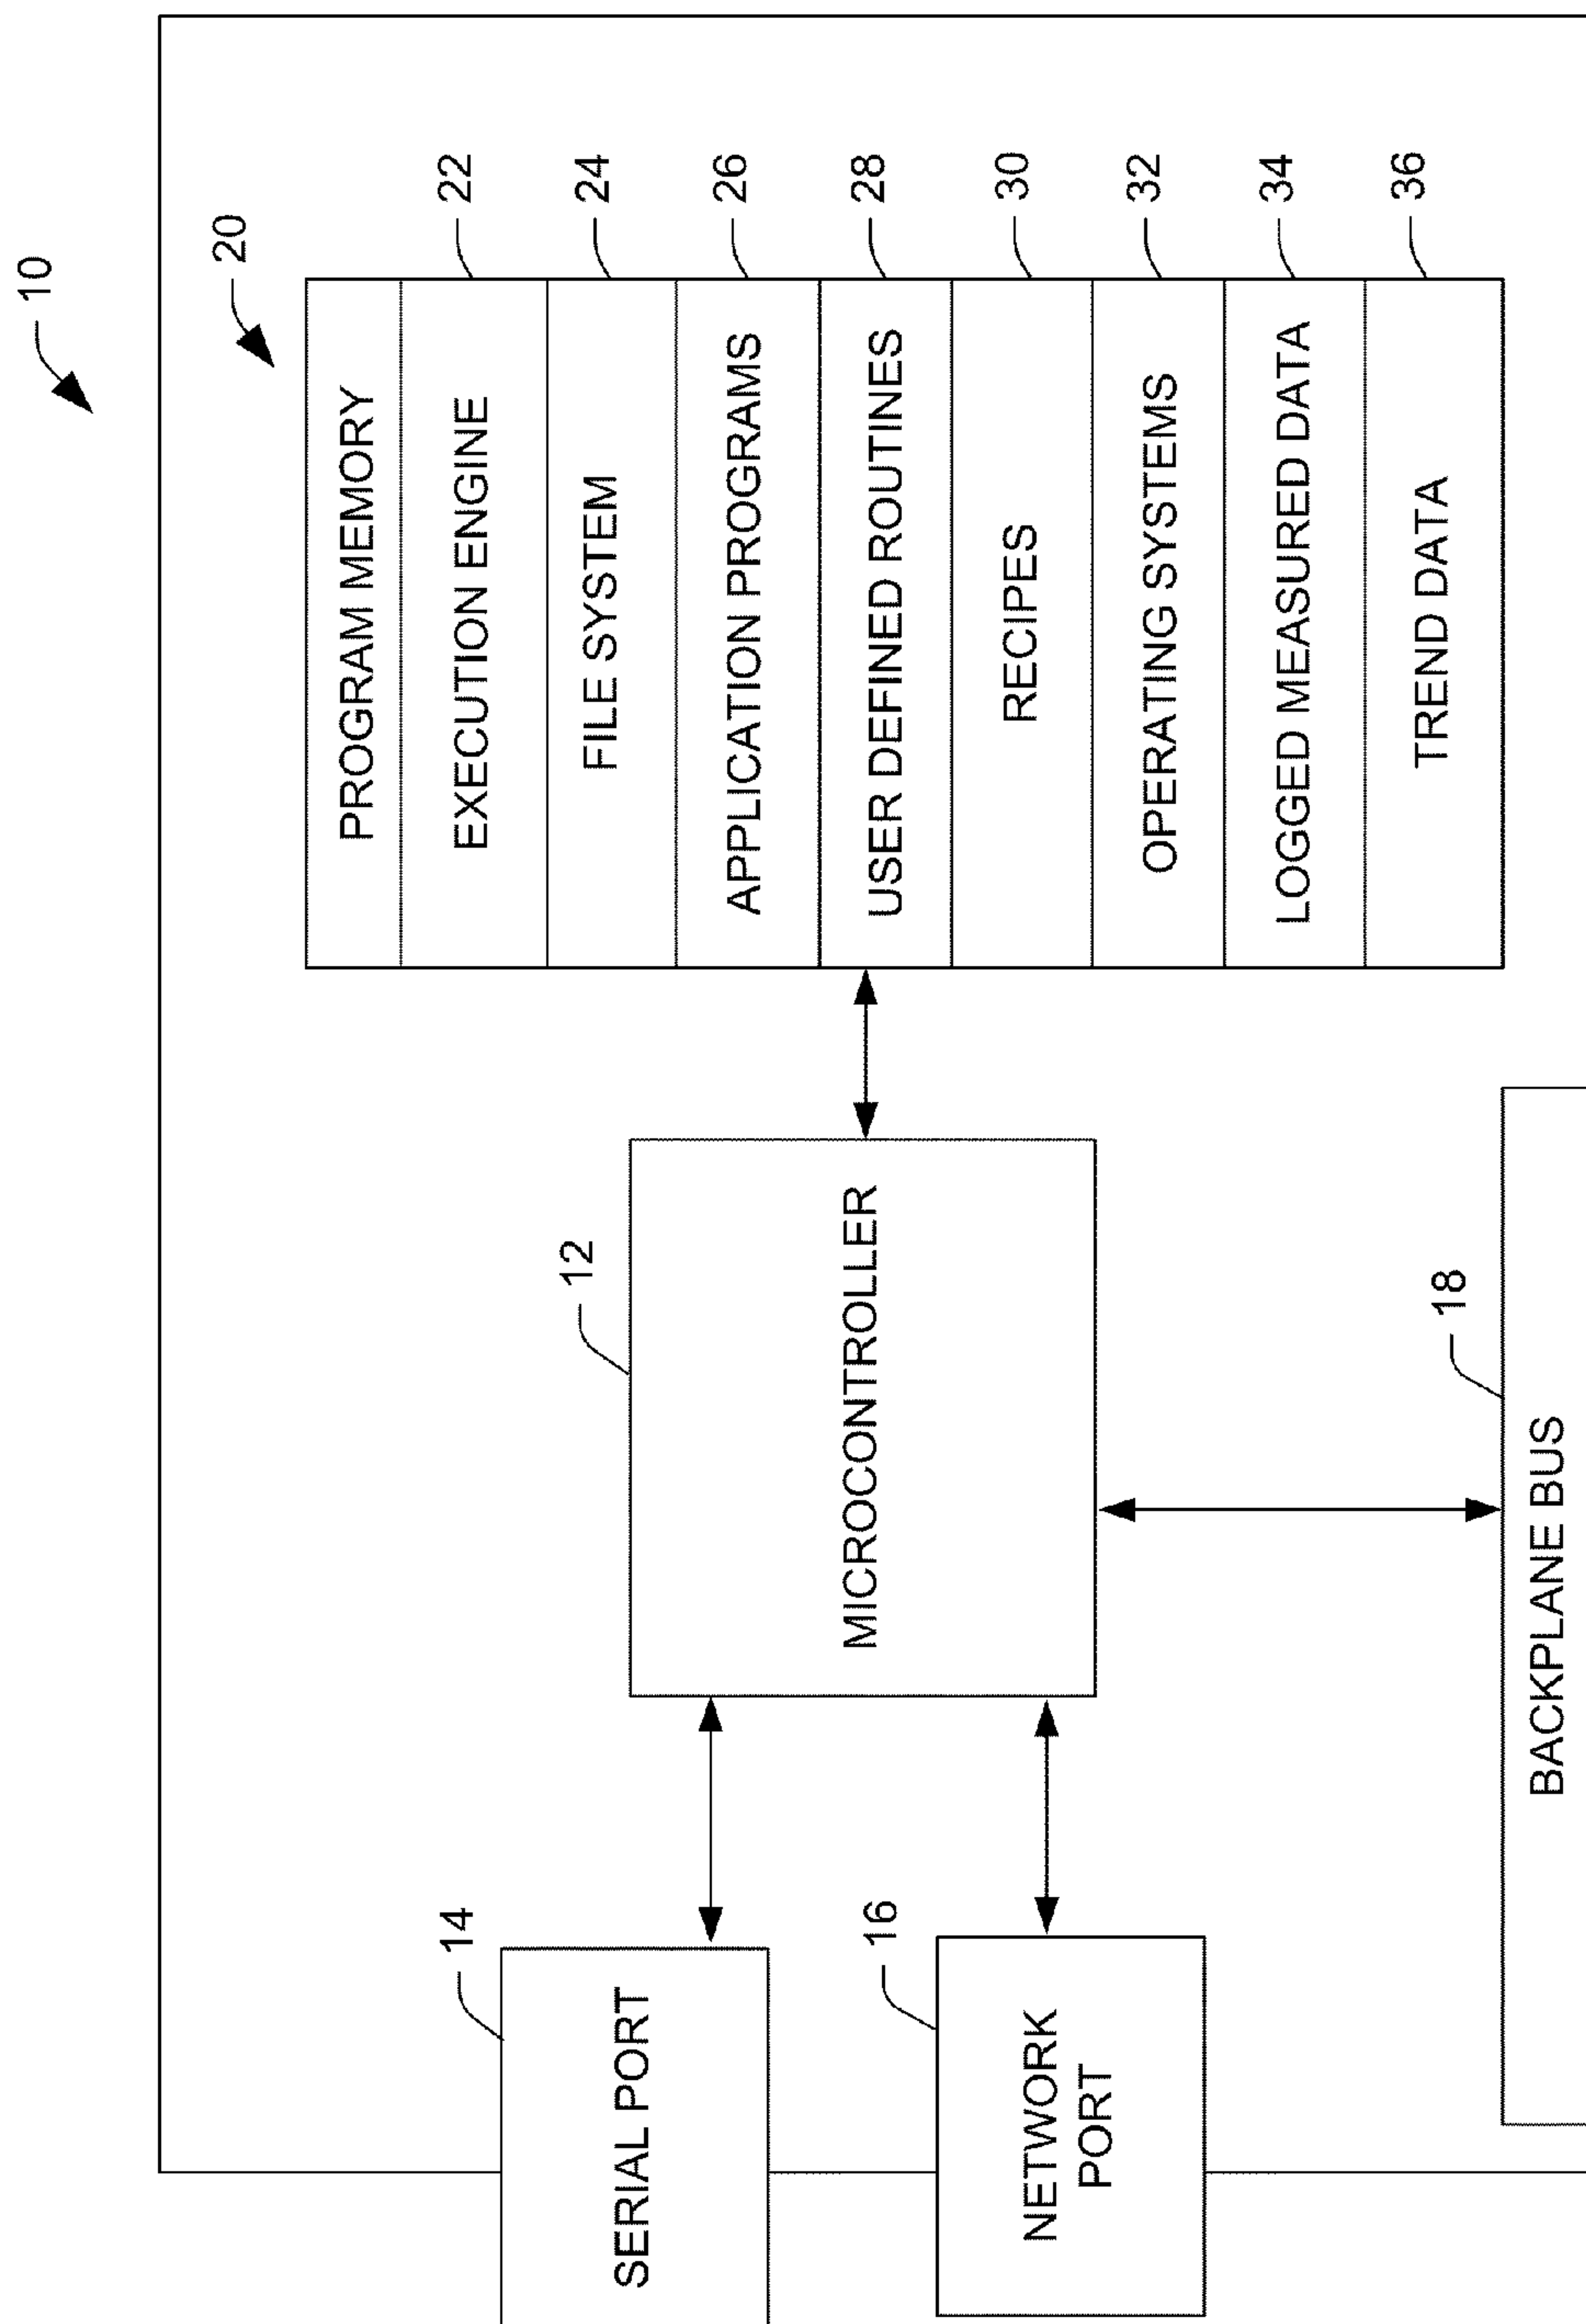 10
20
PROGRAM MEMORY
EXECUTION ENGINE
22
FILE SYSTEM
24
APPLICATION PROGRAMS
26
USER DEFINED ROUTINES
28
RECIPES
30
OPERATING SYSTEMS
32
LOGGED MEASURED DATA
34
TREND DATA
36
12
MICROCONTROLLER
14
SERIAL PORT
16
NETWORK
PORT
18
BACKPLANE BUS